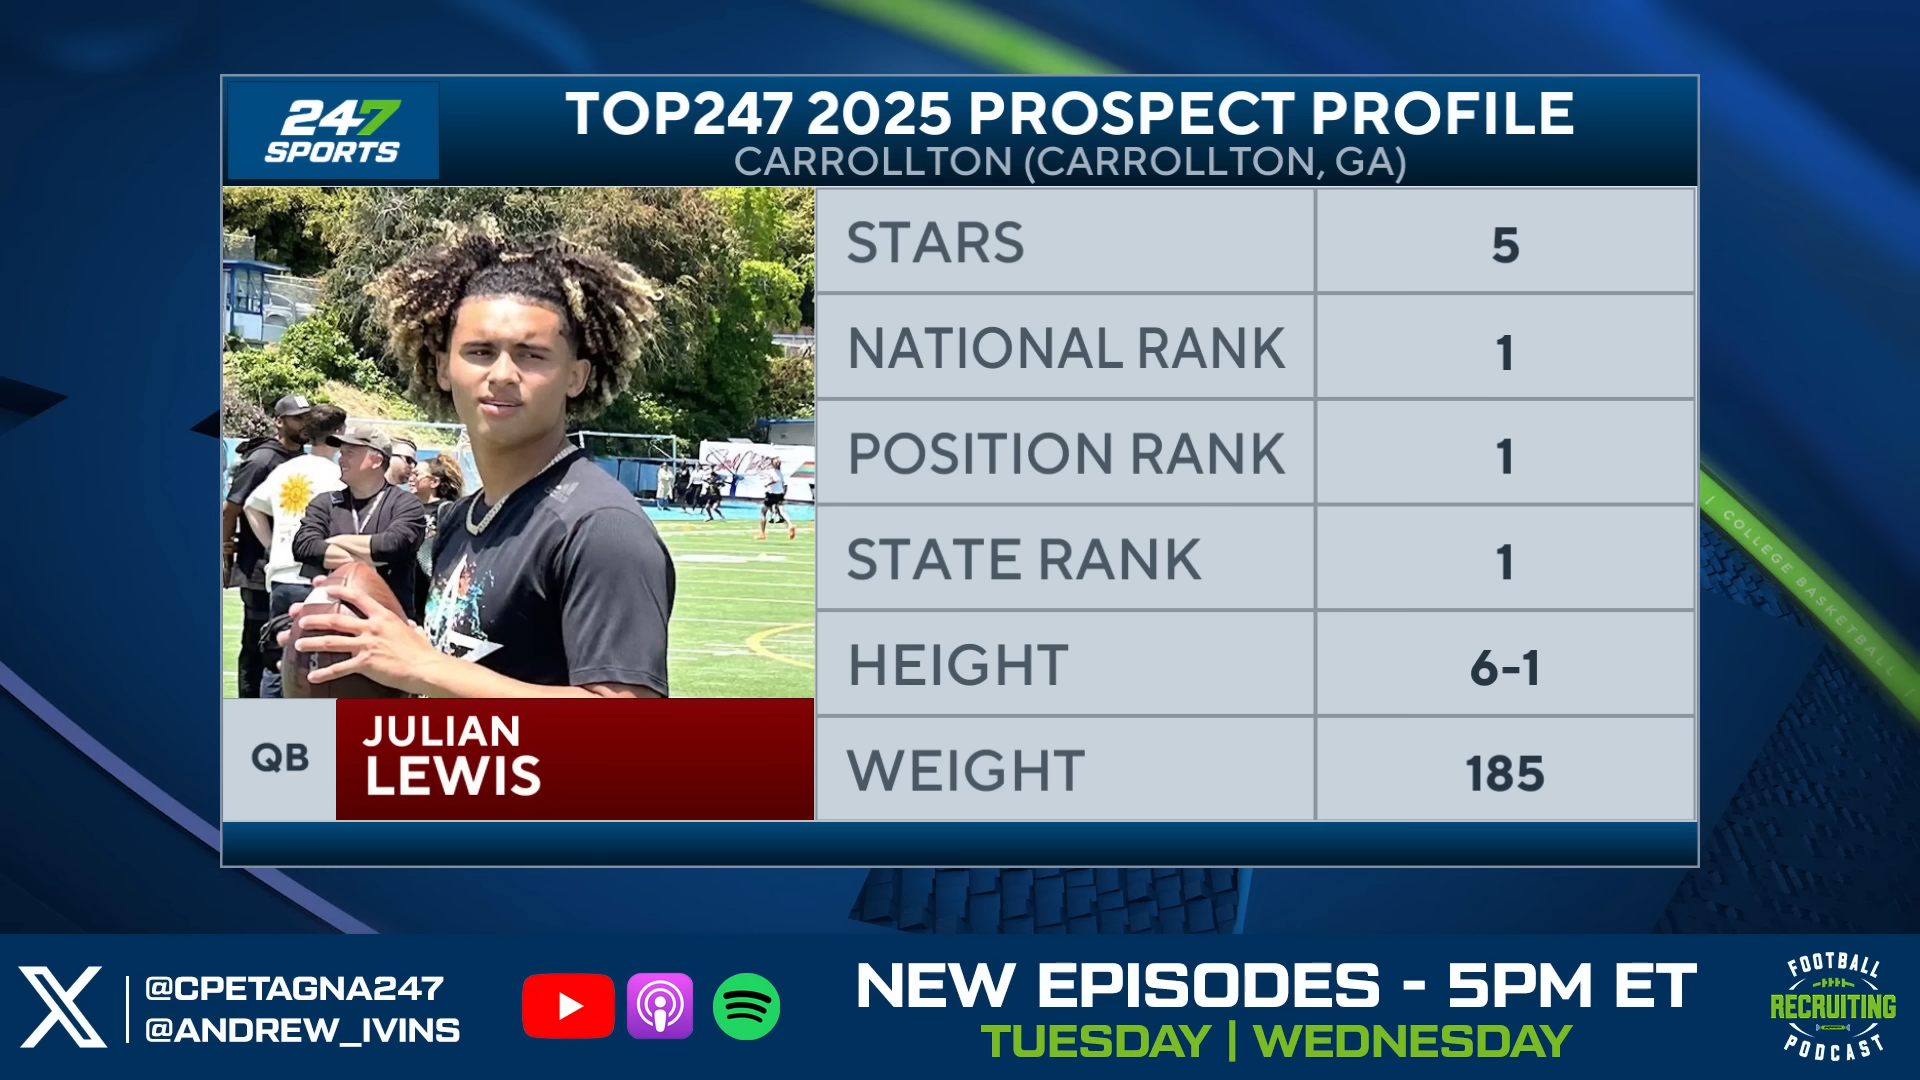 247
SPORTS
TOP247 2025 PROSPECT PROFILE
CARROLLTON (CARROLLTON, GA)
STARS 5
NATIONAL RANK 1
POSITION RANK 1
STATE RANK 1
HEIGHT 6-1
WEIGHT 185
QB
JULIAN
LEWIS
| COLLEGE BASKETBALL |
@CPETAGNA247
@ANDREW_IVINS
NEW EPISODES - 5PM ET
TUESDAY | WEDNESDAY
FOOTBALL
RECRUITING
PODCAST